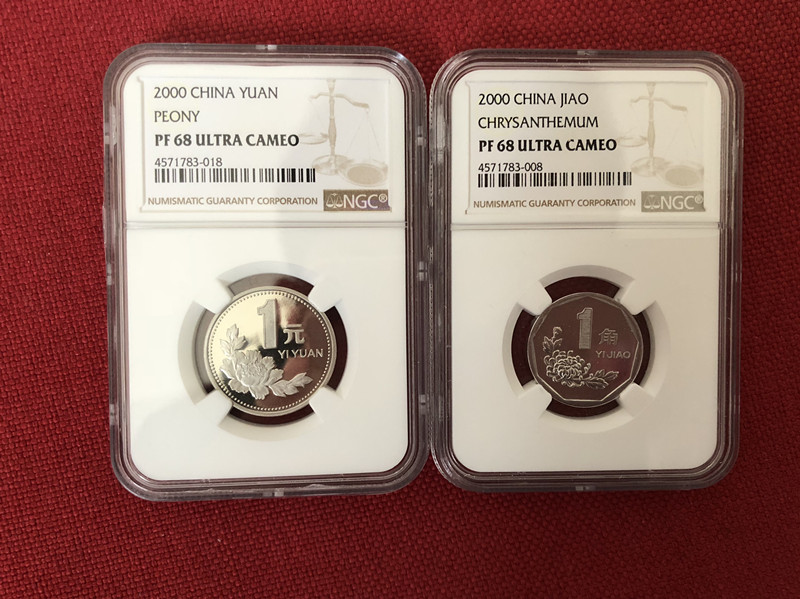 2000 CHINA YUAN
PEONY
PF 68 ULTRA CAMEO
4571783-018
NUMISMATIC GUARANTY CORPORATION NGC®
1元
YI YUAN
2000 CHINA JIAO
CHRYSANTHEMUM
PF 68 ULTRA CAMEO
4571783-008
NUMISMATIC GUARANTY CORPORATION NGC®
1角
YI JIAO